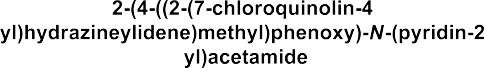 2-(4-((2-(7-chloroquinolin-4
yl)hydrazineylidene)methyl)phenoxy)-N-(pyridin-2
yl)acetamide